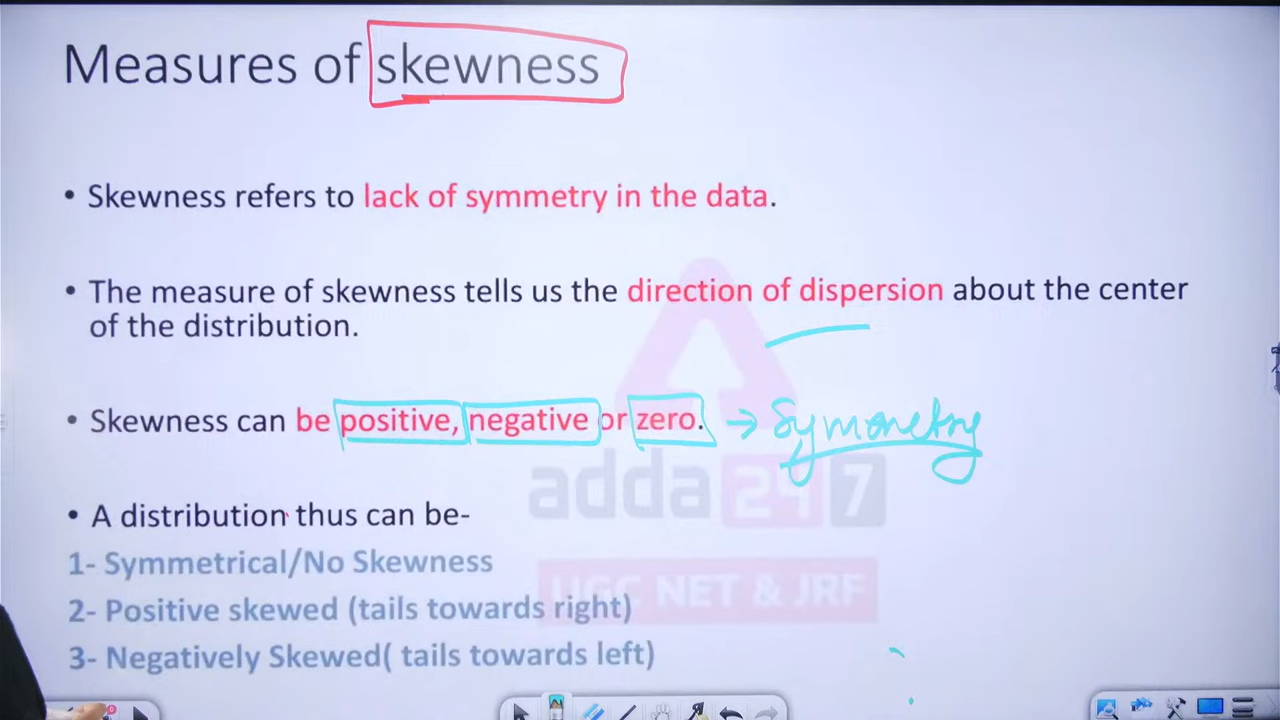 Measures of skewness
• Skewness refers to lack of symmetry in the data.
• The measure of skewness tells us the direction of dispersion about the center
of the distribution.
• Skewness can be positive, negative or zero. → Symmetry
adda 247
• A distribution thus can be-
1- Symmetrical/No Skewness
UGC NET & JRF
2- Positive skewed (tails towards right)
3- Negatively Skewed( tails towards left)